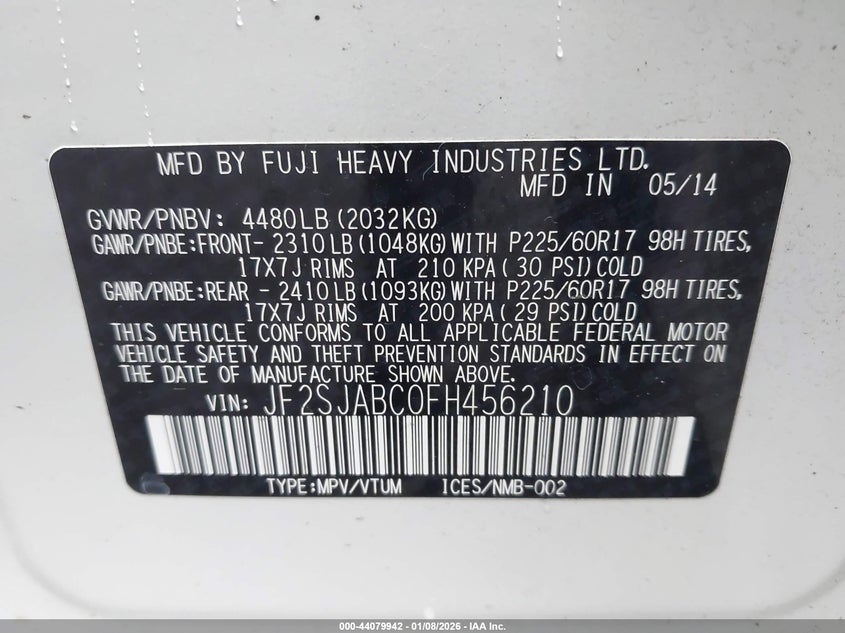 MFD BY FUJI HEAVY INDUSTRIES LTD.
MFD IN 05/14
GVWR/PNBV: 4480LB (2032KG)
GAWR/PNBE:FRONT- 2310LB (1048KG) WITH P225/60R17 98H TIRES,
17X7J RIMS AT 210 KPA ( 30 PSI) COLD
GAWR/PNBE:REAR - 2410LB (1093KG) WITH P225/60R17 98H TIRES,
17X7J RIMS AT 200 KPA ( 29 PSI) COLD
THIS VEHICLE CONFORMS TO ALL APPLICABLE FEDERAL MOTOR
VEHICLE SAFETY AND THEFT PREVENTION STANDARDS IN EFFECT ON
THE DATE OF MANUFACTURE SHOWN ABOVE.
VIN: JF2SJABC0FH456210
TYPE:MPV/VTUM ICES/NMB-002
000-44079942 - 01/08/2026 - IAA Inc.